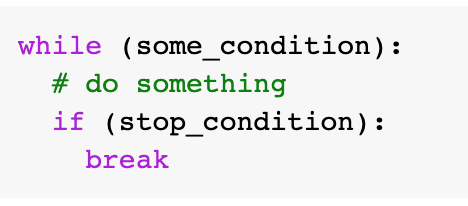 while (some_condition):
  # do something
  if (stop_condition):
    break